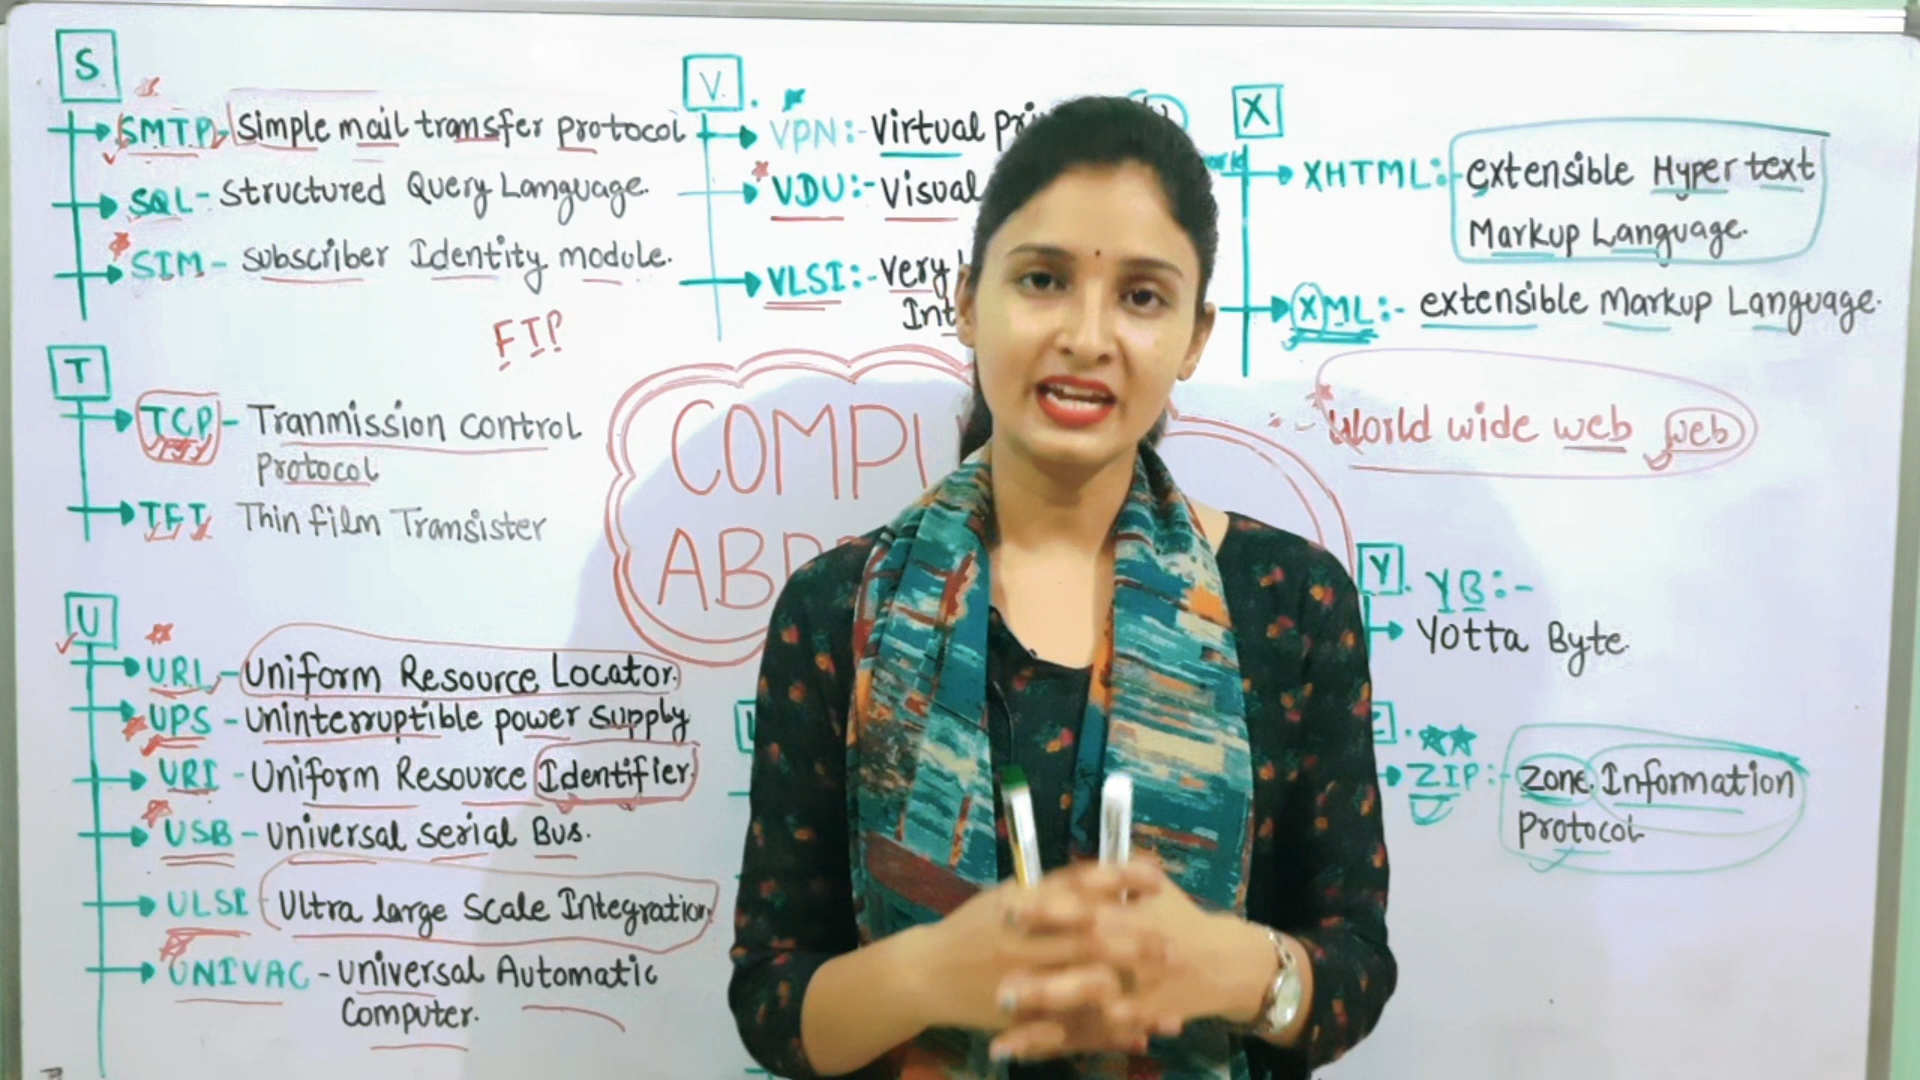 S
SMTP - Simple mail transfer protocol
SQL - Structured Query Language.
SIM - subscriber Identity module.
FTP
T
TCP - Tranmission control
Protocol
TFT Thin film Transister
U
URL - Uniform Resource Locator.
UPS - Uninterruptible power supply
URI - Uniform Resource Identifier.
USB - Universal Serial Bus.
ULSI Ultra large Scale Integration.
UNIVAC - Universal Automatic
Computer.
V.
VPN :- Virtual
VDU :- Visual
VLSI :- Very
X
XHTML :- extensible Hyper text
Markup Language.
XML :- extensible Markup Language.
World wide web web
Y.
YB :-
Yotta Byte.
ZIP :- Zone Information
Protocol